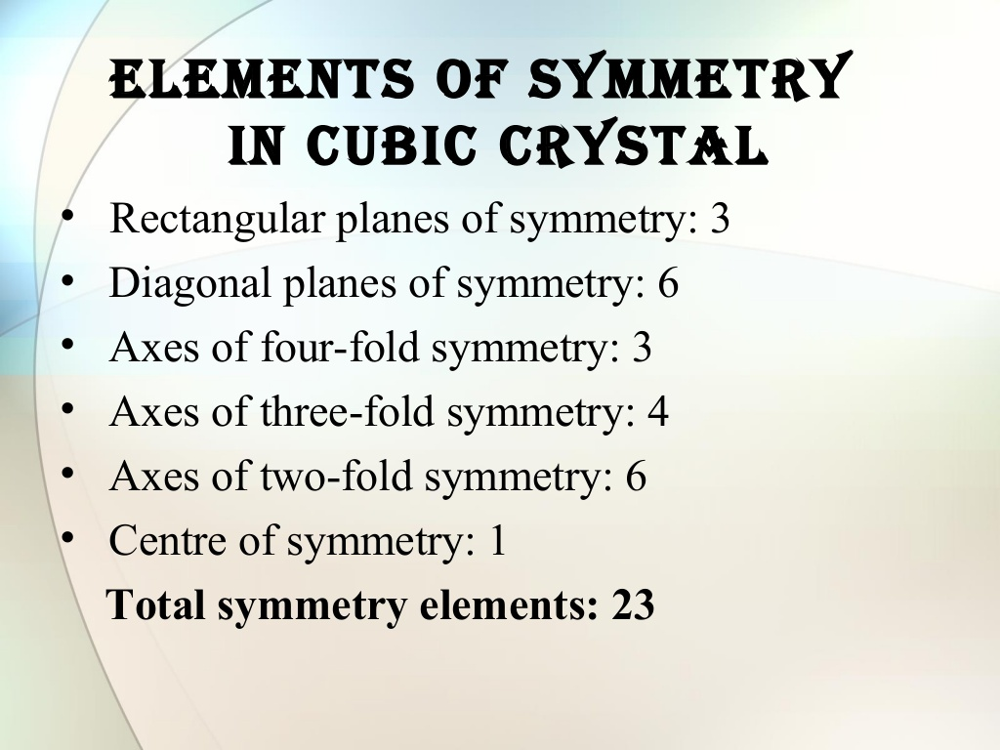 ELEMENTS OF SYMMETRY
IN CUBIC CRYSTAL
• Rectangular planes of symmetry: 3
• Diagonal planes of symmetry: 6
• Axes of four-fold symmetry: 3
• Axes of three-fold symmetry: 4
• Axes of two-fold symmetry: 6
• Centre of symmetry: 1
Total symmetry elements: 23